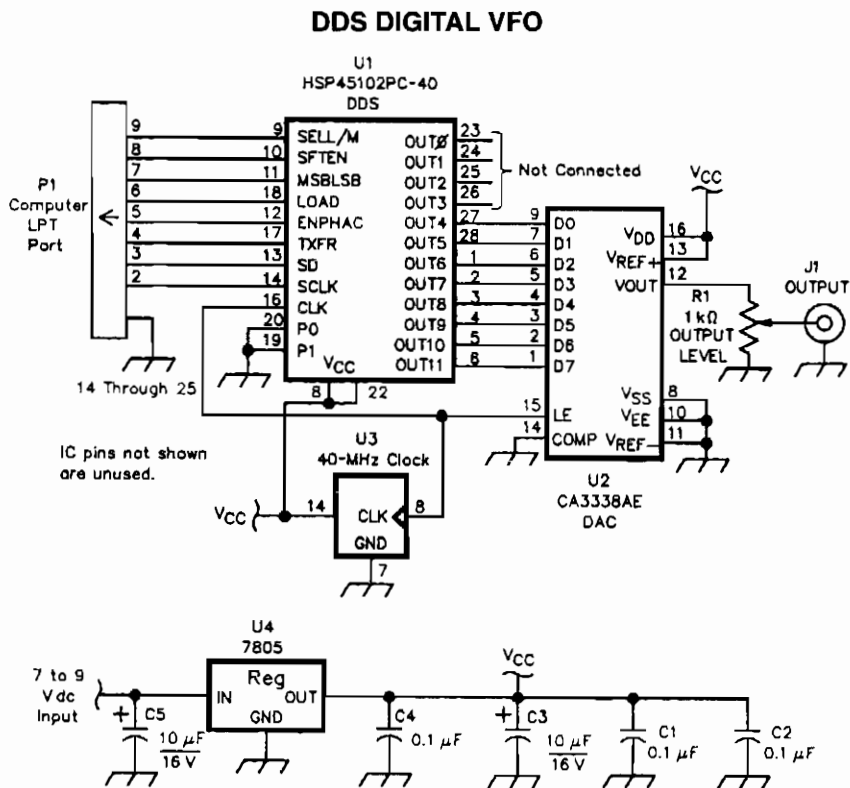 DDS DIGITAL VFO
U1
HSP45102PC-40
DDS
P1
Computer
LPT
Port
9
8
7
6
5
4
3
2
14 Through 25
9 SELL/M
10 SFTEN
11 MSBLSB
18 LOAD
12 ENPHAC
17 TXFR
13 SD
14 SCLK
16 CLK
20 P0
19 P1
VCC
8 22
OUT0 23
OUT1 24
OUT2 25
OUT3 26
OUT4 27
OUT5 28
OUT6 1
OUT7 2
OUT8 3
OUT9 4
OUT10 5
OUT11 6
Not Connected
9 D0
7 D1
6 D2
5 D3
4 D4
3 D5
2 D6
1 D7
15 LE
14 COMP
VCC
VDD 16
VREF+ 13
VOUT 12
VSS 8
VEE 10
VREF- 11
U2
CA3338AE
DAC
R1
1 kΩ
OUTPUT
LEVEL
J1
OUTPUT
IC pins not shown
are unused.
U3
40-MHz Clock
VCC 14 CLK 8
GND
7
U4
7805
7 to 9
Vdc
Input
Reg
IN OUT
GND
+ C5
10 µF
16 V
C4
0.1 µF
VCC
+ C3
10 µF
16V
C1
0.1 µF
C2
0.1 µF